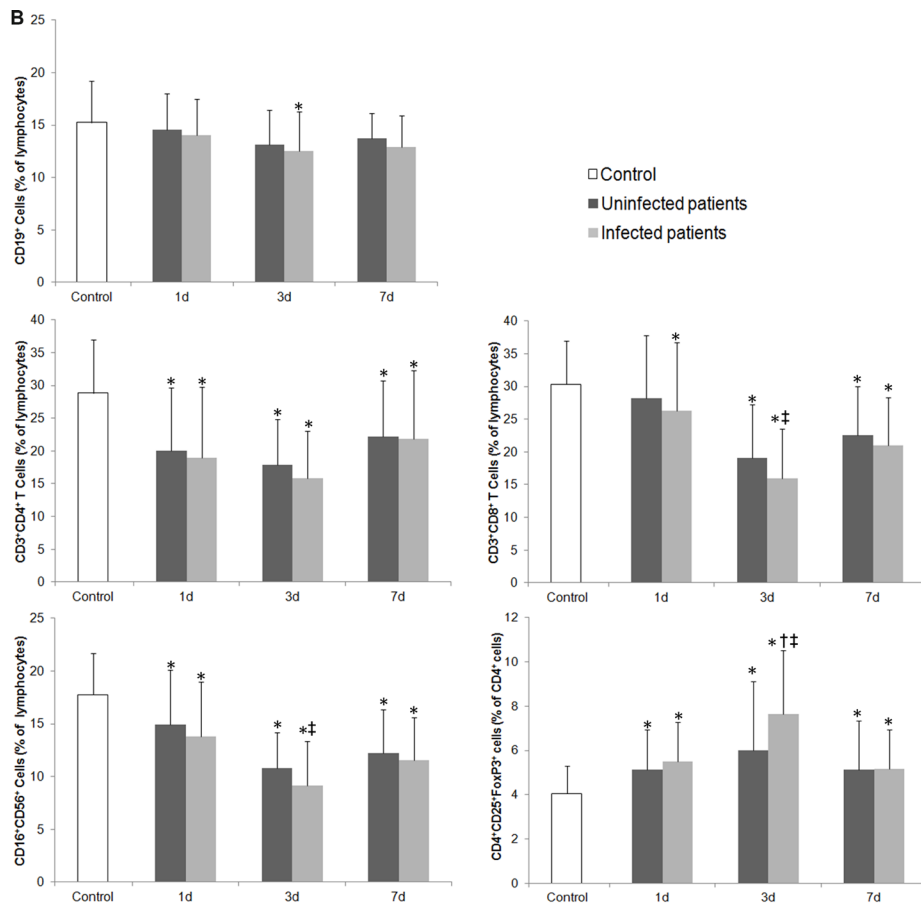 B
CD19⁺ Cells (% of lymphocytes)
25
20
15
10
5
0
*
Control 1d 3d 7d
Control
Uninfected patients
Infected patients
CD3⁺CD4⁺ T Cells (% of lymphocytes)
40
35
30
25
20
15
10
5
0
* * * * * *
Control 1d 3d 7d
CD3⁺CD8⁺ T Cells (% of lymphocytes)
40
35
30
25
20
15
10
5
0
* * *‡ * *
Control 1d 3d 7d
CD16⁺CD56⁺ Cells (% of lymphocytes)
25
20
15
10
5
0
* * * *‡ * *
Control 1d 3d 7d
CD4⁺CD25⁺FoxP3⁺ cells (% of CD4⁺ cells)
12
10
8
6
4
2
0
* * * *†‡ * *
Control 1d 3d 7d